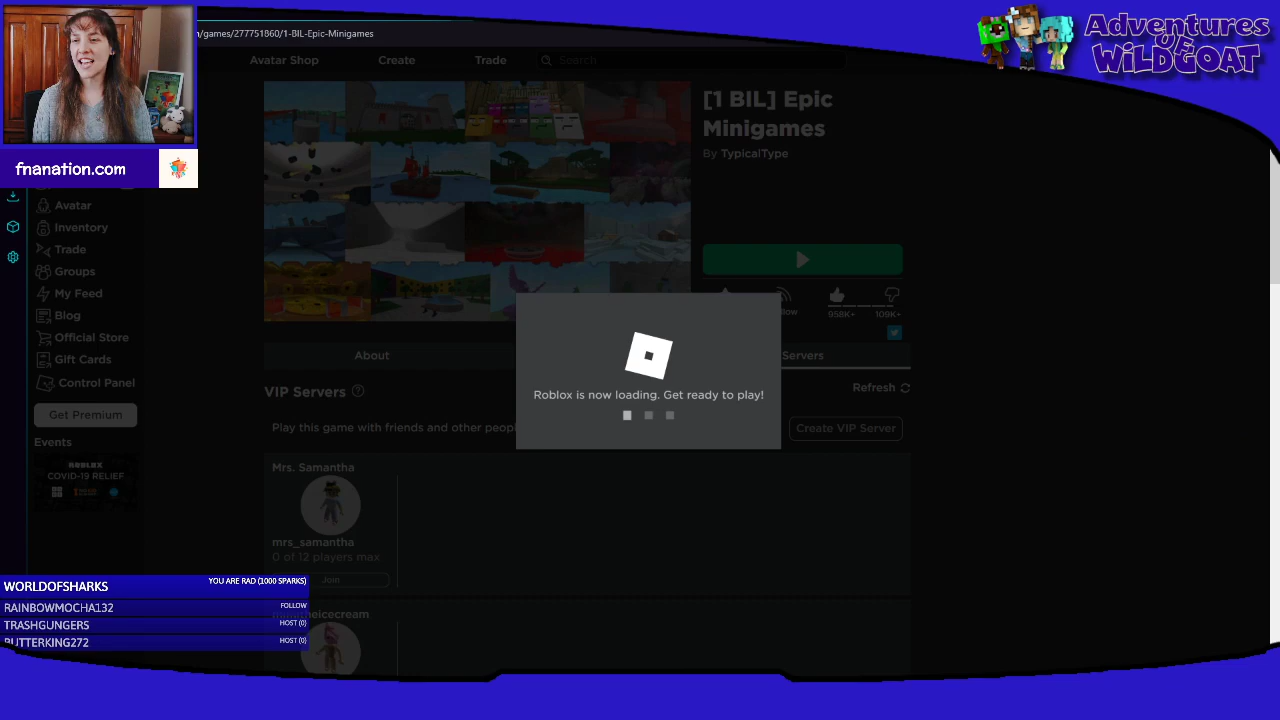 n/games/277751860/1-BIL-Epic-Minigames
Adventures
of
WiLDGOAT
Avatar Shop Create Trade Search
fnanation.com
[1 BIL] Epic
Minigames
By TypicalType
Avatar
Inventory
Trade
Groups
My Feed
Blog
Official Store
Gift Cards
Control Panel
Get Premium
Events
ROBLOX
COVID-19 RELIEF
958K+ 109K+
About
Servers
Roblox is now loading. Get ready to play!
VIP Servers
Refresh
Play this game with friends and other
Create VIP Server
Mrs. Samantha
mrs_samantha
0 of 12 players max
Join
WORLDOFSHARKS YOU ARE RAD (1000 SPARKS)
RAINBOWMOCHA132 FOLLOW
TRASHGUNGERS HOST (0)
BUTTERKING272 HOST (0)